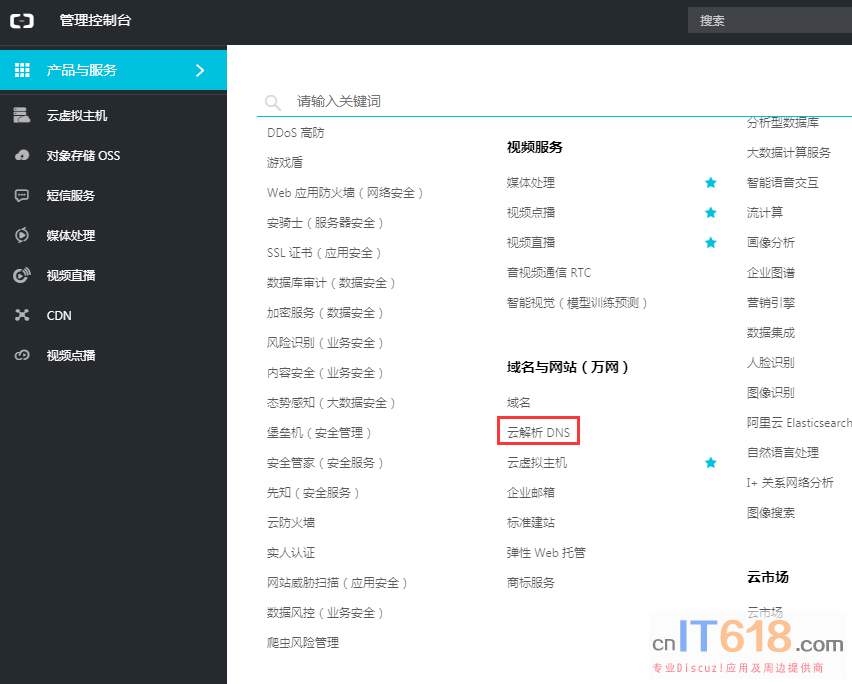 管理控制台
搜索
产品与服务
云虚拟主机
对象存储 OSS
短信服务
媒体处理
视频直播
CDN
视频点播
请输入关键词
DDoS 高防
游戏盾
Web 应用防火墙（网络安全）
安骑士（服务器安全）
SSL 证书（应用安全）
数据库审计（数据安全）
加密服务（数据安全）
风险识别（业务安全）
内容安全（业务安全）
态势感知（大数据安全）
堡垒机（安全管理）
安全管家（安全服务）
先知（安全服务）
云防火墙
实人认证
网站威胁扫描（应用安全）
数据风控（业务安全）
爬虫风险管理
视频服务
媒体处理
视频点播
视频直播
音视频通信 RTC
智能视觉（模型训练预测）
域名与网站（万网）
域名
云解析 DNS
云虚拟主机
企业邮箱
标准建站
弹性 Web 托管
商标服务
分析型数据库
大数据计算服务
智能语音交互
流计算
画像分析
企业图谱
营销引擎
数据集成
人脸识别
图像识别
阿里云 Elasticsearch
自然语言处理
I+ 关系网络分析
图像搜索
云市场
云市场
cnIT618.com
专业Discuz!应用及周边提供商